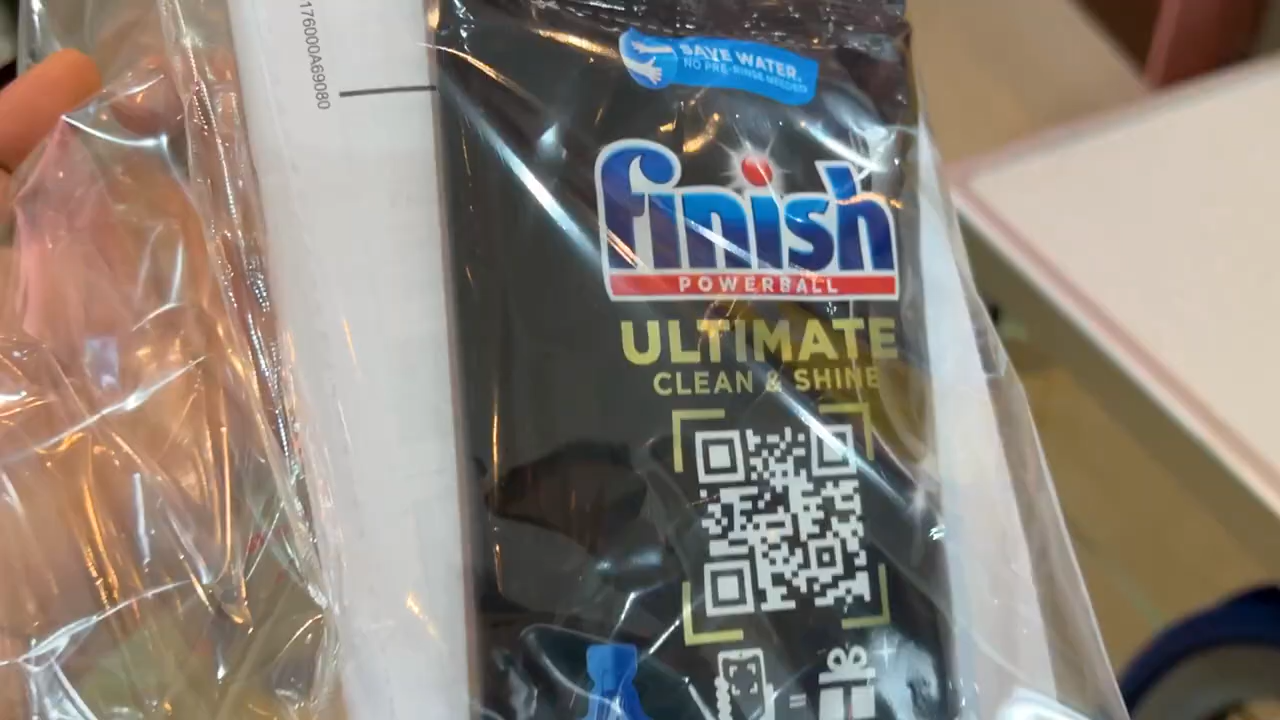 176000A69080
SAVE WATER.
NO PRE-RINSE NEEDED!
finish
POWERBALL
ULTIMATE
CLEAN & SHINE
=